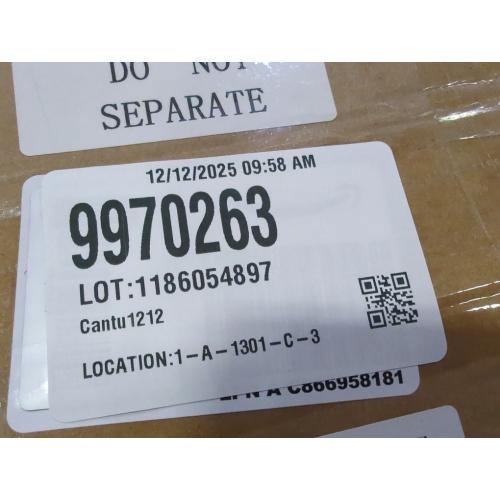 DO NOT
SEPARATE
12/12/2025 09:58 AM
9970263
LOT:1186054897
Cantu1212
LOCATION:1-A-1301-C-3
C866958181